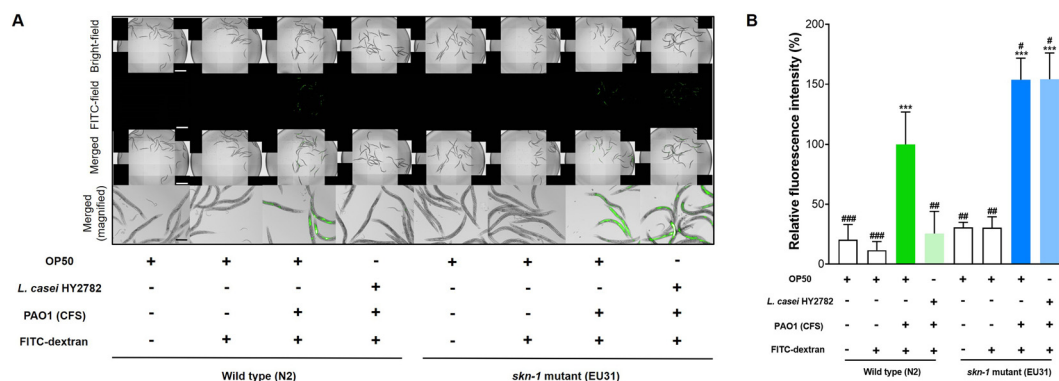 A
Bright-field
FITC-field
Merged
Merged
(magnified)
OP50 + + + - + + + -
L. casei HY2782 - - - + - - - +
PAO1 (CFS) - - + + - - + +
FITC-dextran - + + + - + + +
Wild type (N2) skn-1 mutant (EU31)
B
Relative fluorescence intensity (%)
200
150
100
50
0
### ### *** ## ## ## # *** # ***
OP50 + + + - + + + -
L. casei HY2782 - - - + - - - +
PAO1 (CFS) - - + + - - + +
FITC-dextran - + + + - + + +
Wild type (N2) skn-1 mutant (EU31)